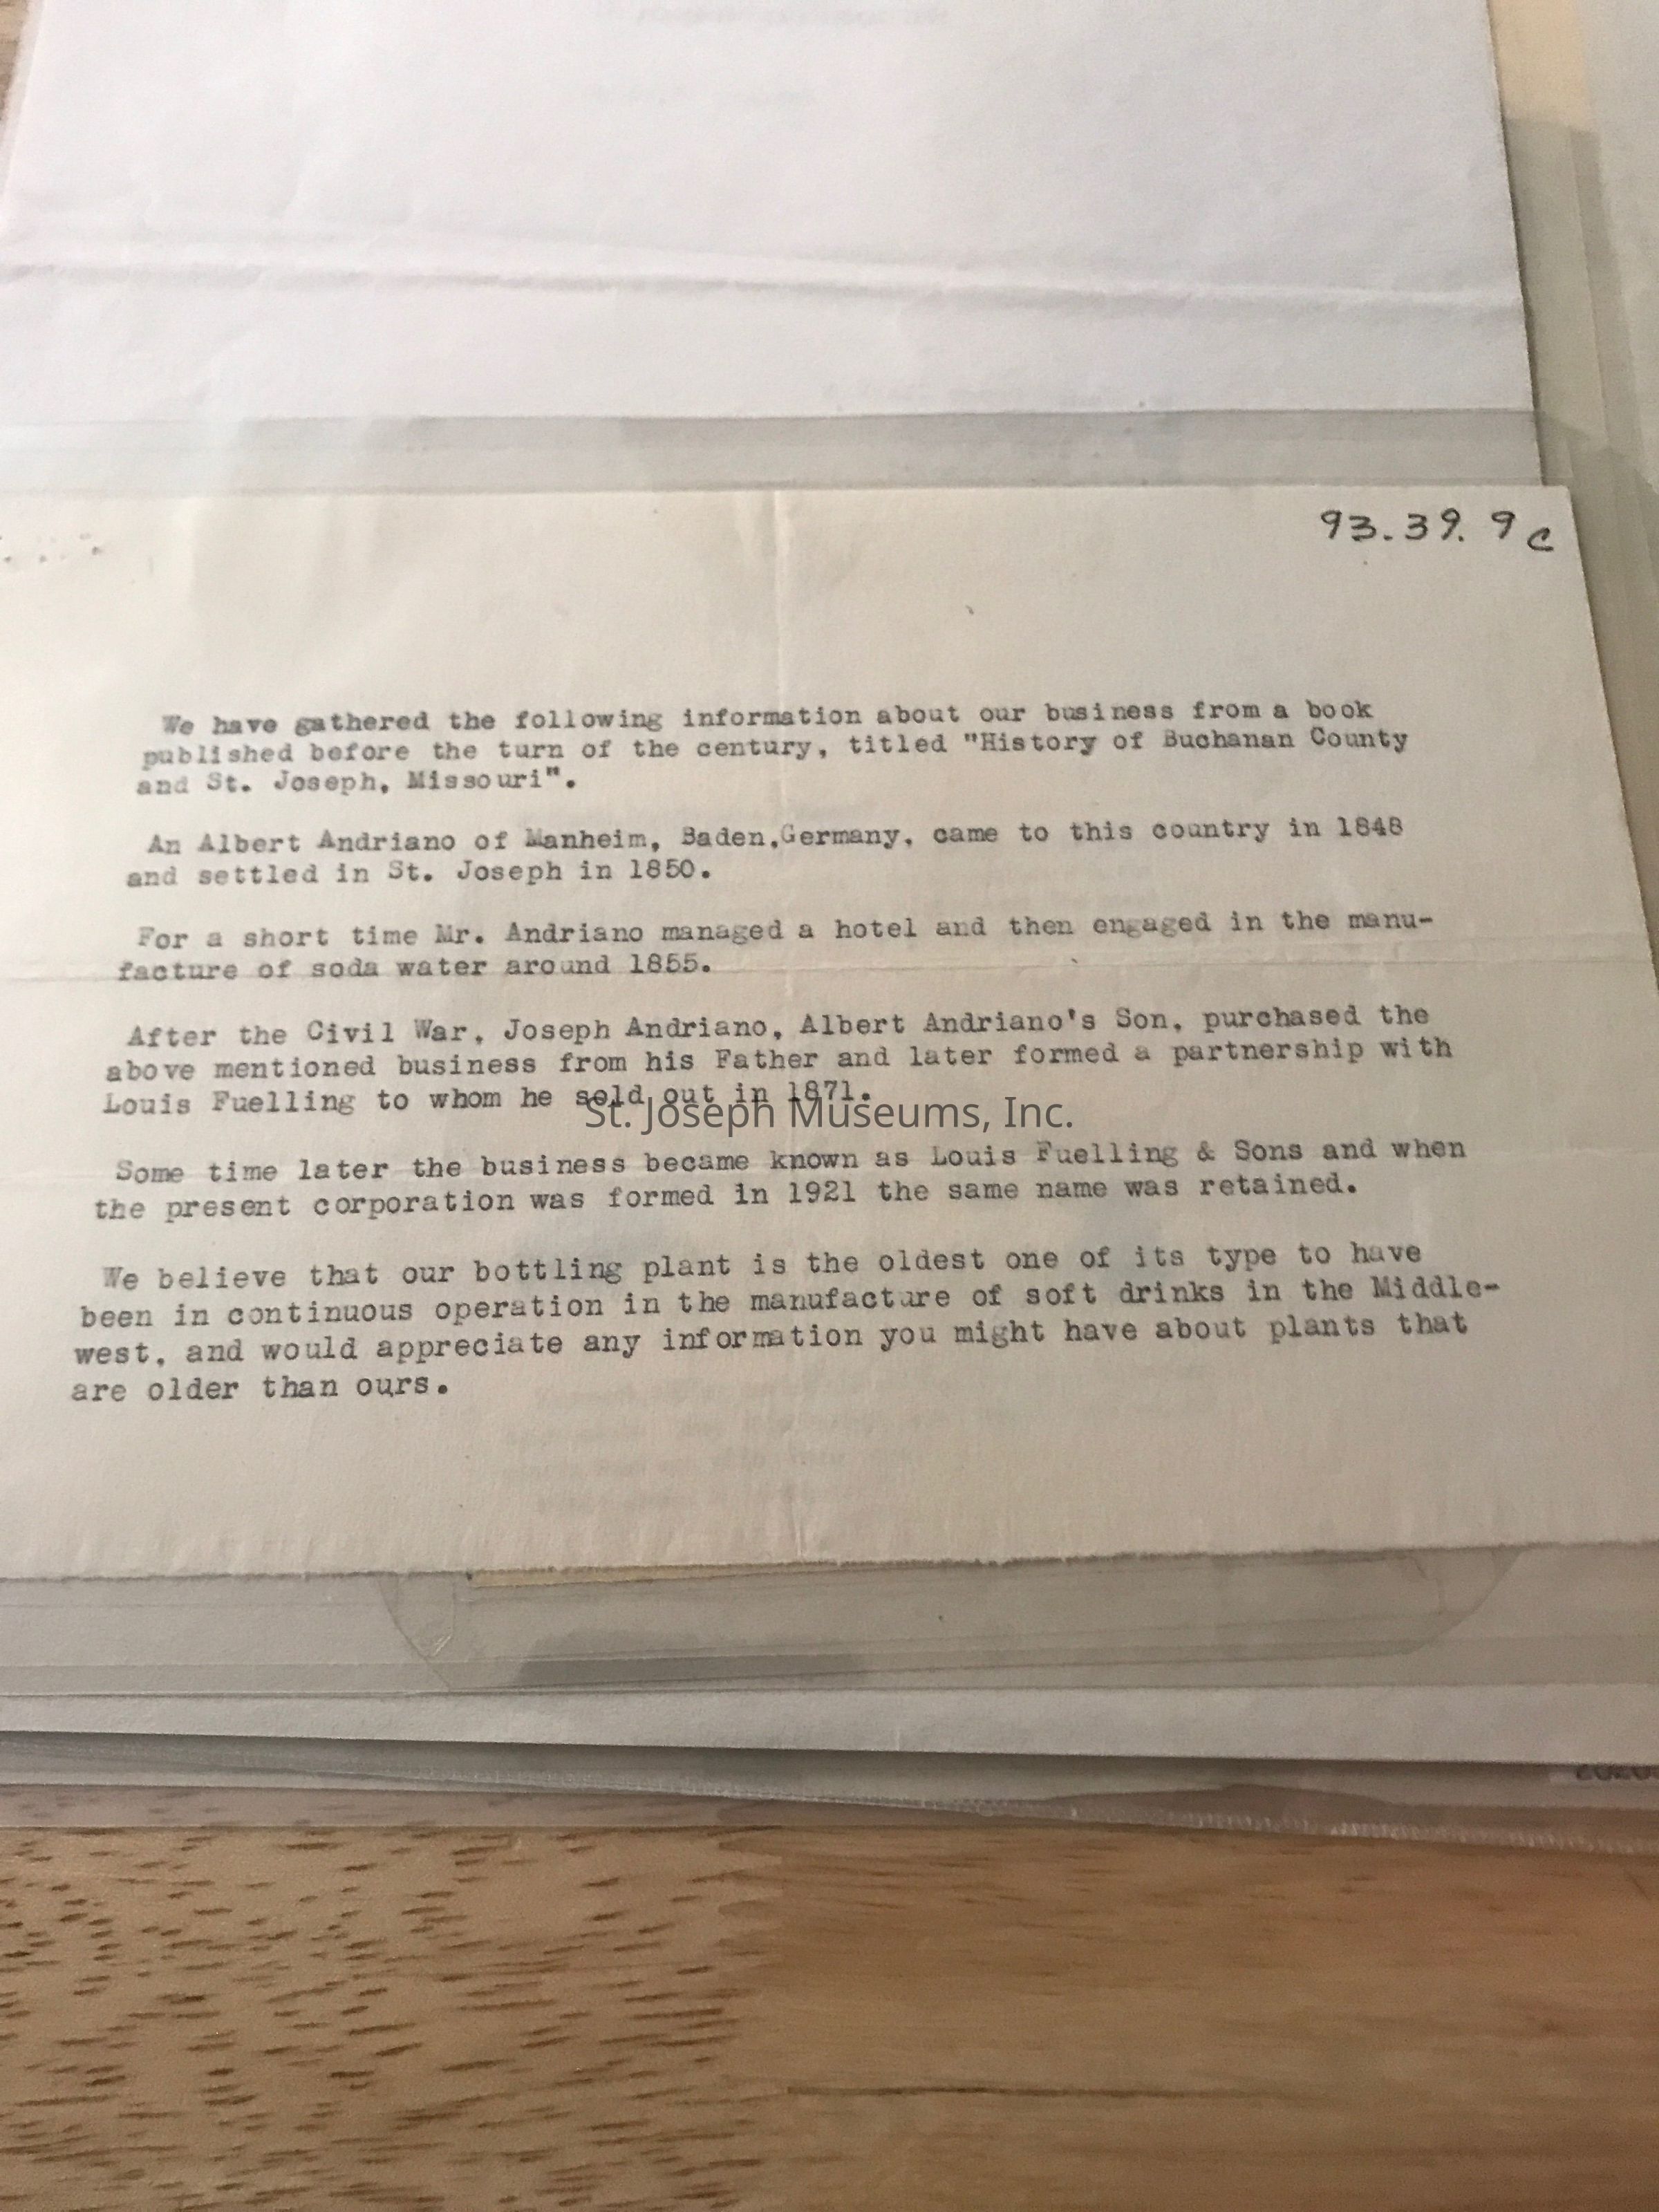 93.39.9c
We have gathered the following information about our business from a book
published before the turn of the century, titled "History of Buchanan County
and St. Joseph, Missouri".
An Albert Andriano of Manheim, Baden,Germany, came to this country in 1848
and settled in St. Joseph in 1850.
For a short time Mr. Andriano managed a hotel and then engaged in the manu-
facture of soda water around 1855.
After the Civil War, Joseph Andriano, Albert Andriano's Son, purchased the
above mentioned business from his Father and later formed a partnership with
Louis Fuelling to whom he sold out in 1871.
St. Joseph Museums, Inc.
Some time later the business became known as Louis Fuelling & Sons and when
the present corporation was formed in 1921 the same name was retained.
We believe that our bottling plant is the oldest one of its type to have
been in continuous operation in the manufacture of soft drinks in the Middle-
west, and would appreciate any information you might have about plants that
are older than ours.